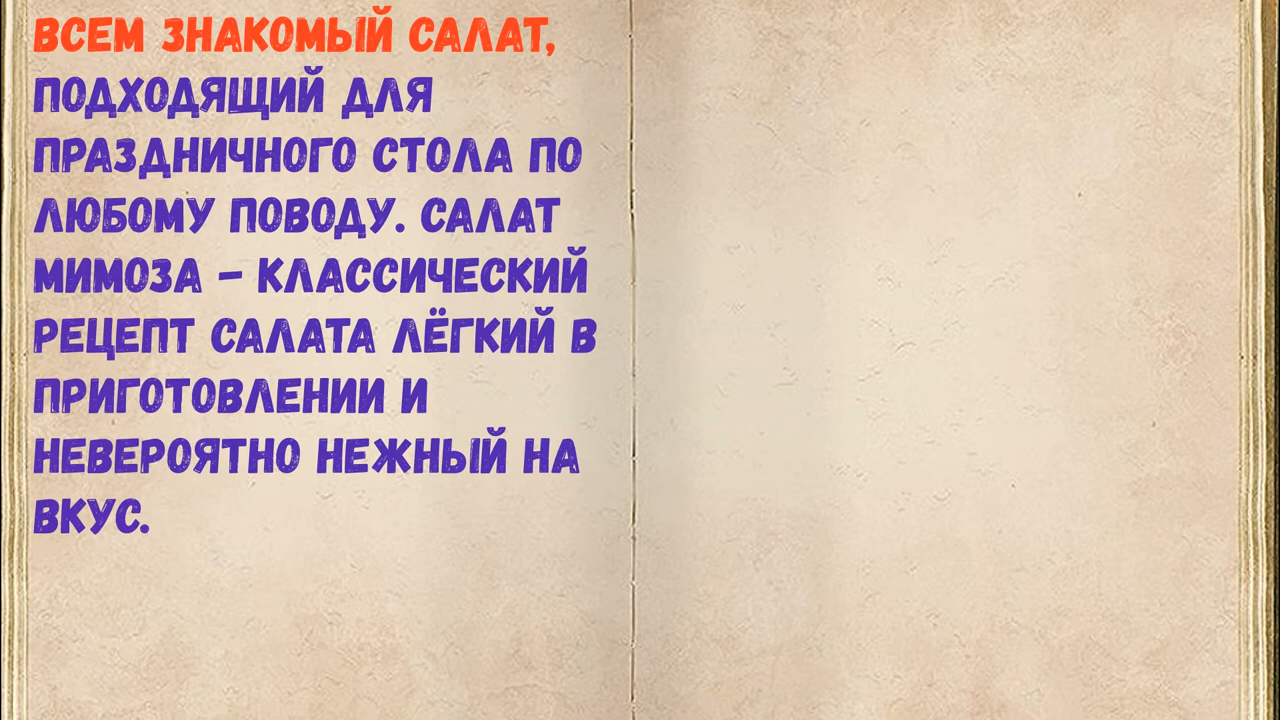 ВСЕМ ЗНАКОМЫЙ САЛАТ,
ПОДХОДЯЩИЙ ДЛЯ
ПРАЗДНИЧНОГО СТОЛА ПО
ЛЮБОМУ ПОВОДУ. САЛАТ
МИМОЗА – КЛАССИЧЕСКИЙ
РЕЦЕПТ САЛАТА ЛЁГКИЙ В
ПРИГОТОВЛЕНИИ И
НЕВЕРОЯТНО НЕЖНЫЙ НА
ВКУС.